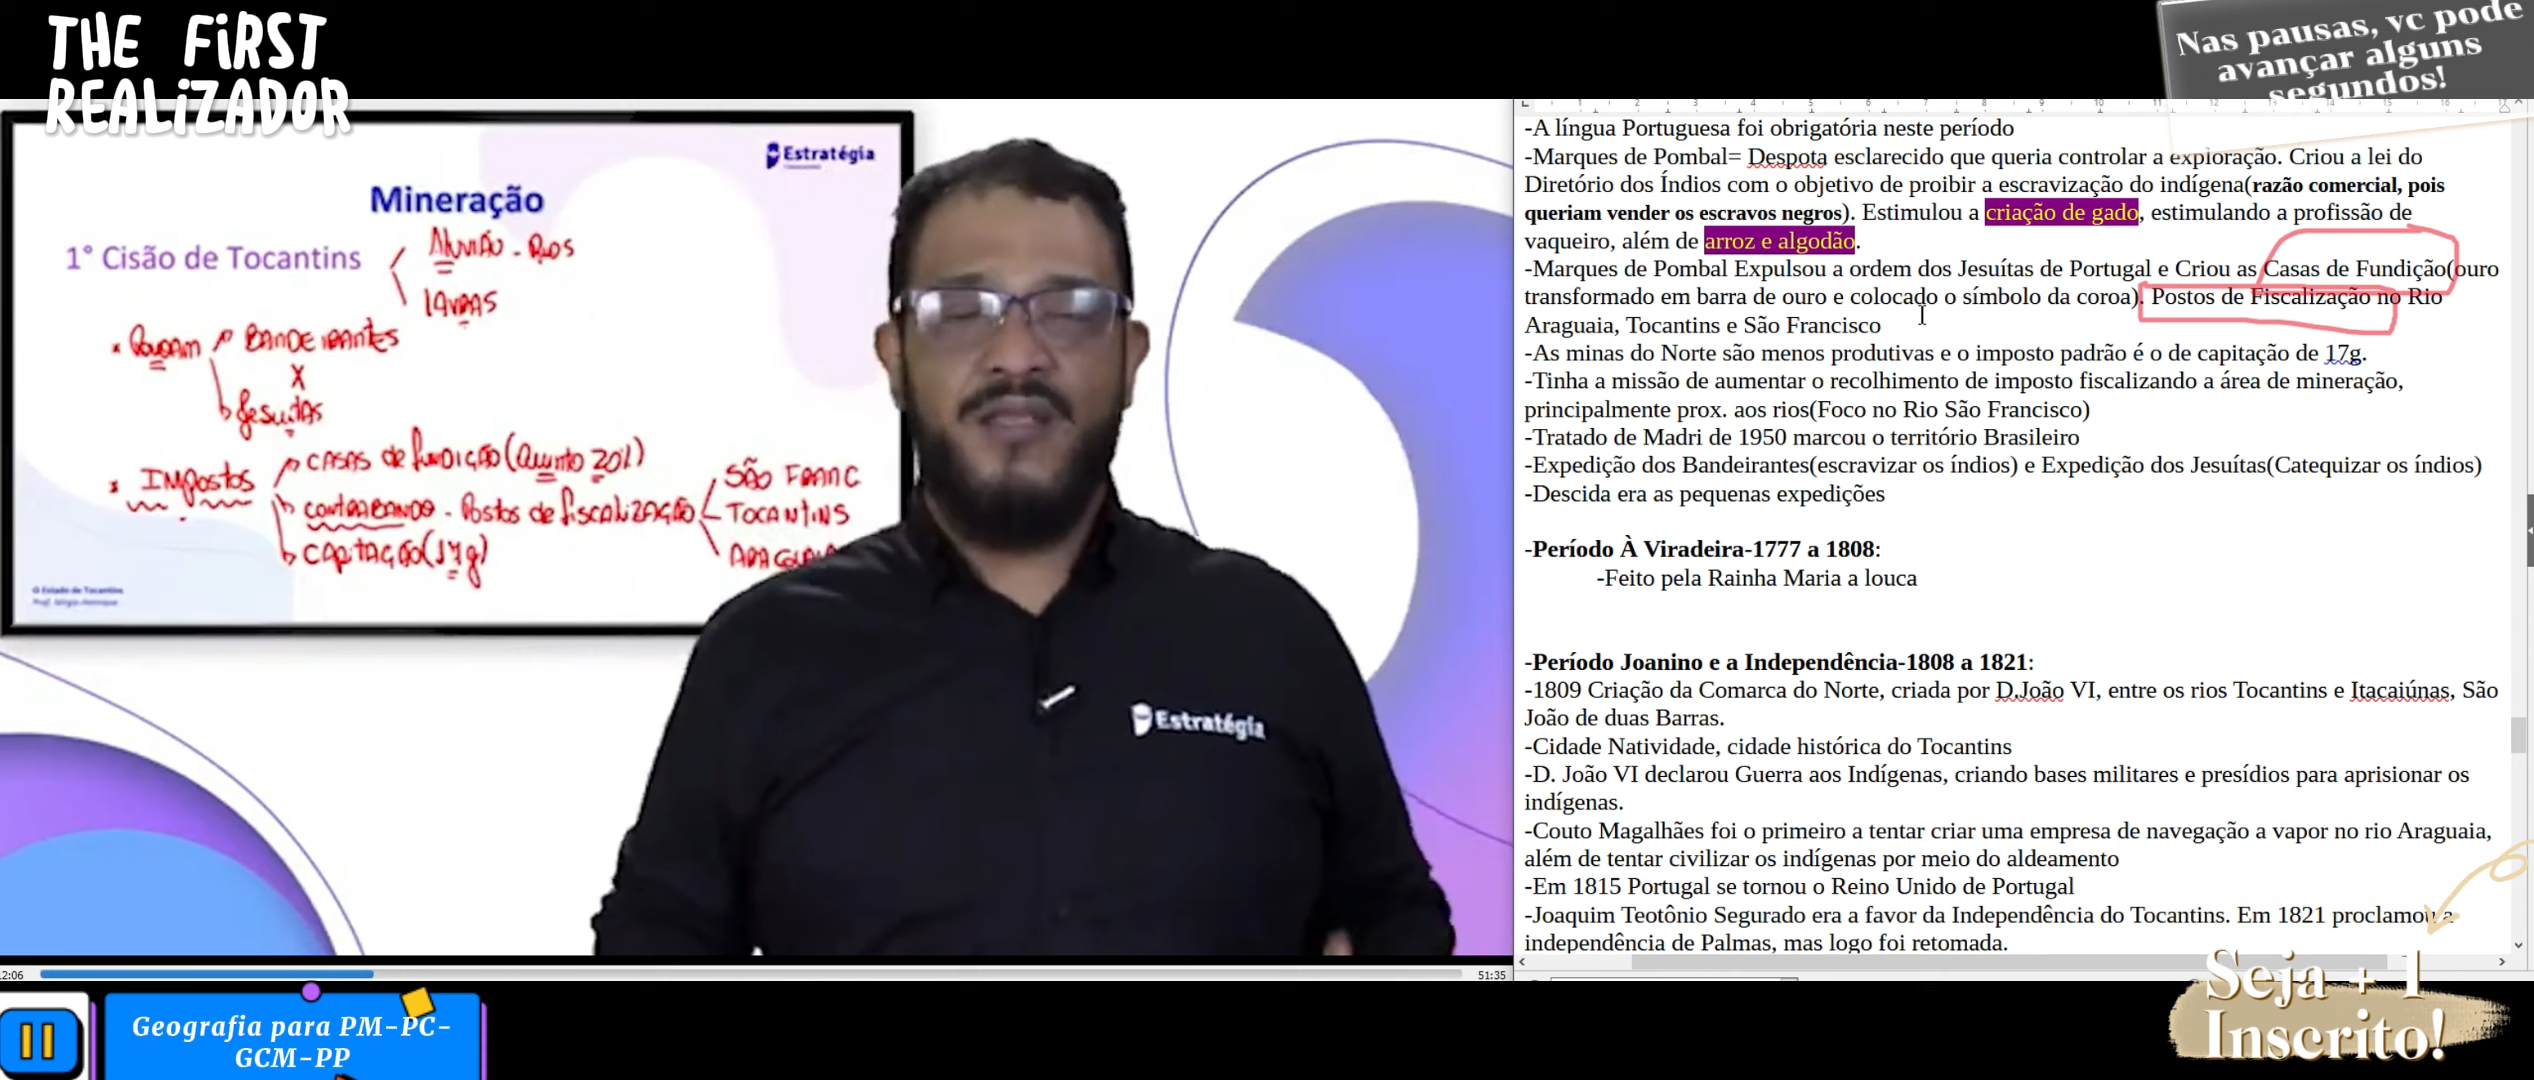 THE FiRST
REALiZADOR
Nas pausas, vc pode
avançar alguns
segundos!
Estratégia
Mineração
1° Cisão de Tocantins
Aluvião - Rios
lavras
BANDEIRANTES
X
Jesuítas
IMPostos
CASAS de fundição (Quinto 20%)
contrabando - Postos de fiscalização
SÃO FRANC
TOCANTINS
capitação (17g)
O Estado de Tocantins
Prof. Sérgio Henrique
Estratégia
-A língua Portuguesa foi obrigatória neste período
-Marques de Pombal= Despota esclarecido que queria controlar a exploração. Criou a lei do
Diretório dos Índios com o objetivo de proibir a escravização do indígena(razão comercial, pois
queriam vender os escravos negros). Estimulou a criação de gado, estimulando a profissão de
vaqueiro, além de arroz e algodão.
-Marques de Pombal Expulsou a ordem dos Jesuítas de Portugal e Criou as Casas de Fundição(ouro
transformado em barra de ouro e colocado o símbolo da coroa). Postos de Fiscalização no Rio
Araguaia, Tocantins e São Francisco
-As minas do Norte são menos produtivas e o imposto padrão é o de capitação de 17g.
-Tinha a missão de aumentar o recolhimento de imposto fiscalizando a área de mineração,
principalmente prox. aos rios(Foco no Rio São Francisco)
-Tratado de Madri de 1950 marcou o território Brasileiro
-Expedição dos Bandeirantes(escravizar os índios) e Expedição dos Jesuítas(Catequizar os índios)
-Descida era as pequenas expedições
-Período À Viradeira-1777 a 1808:
-Feito pela Rainha Maria a louca
-Período Joanino e a Independência-1808 a 1821:
-1809 Criação da Comarca do Norte, criada por D.João VI, entre os rios Tocantins e Itacaiúnas, São
João de duas Barras.
-Cidade Natividade, cidade histórica do Tocantins
-D. João VI declarou Guerra aos Indígenas, criando bases militares e presídios para aprisionar os
indígenas.
-Couto Magalhães foi o primeiro a tentar criar uma empresa de navegação a vapor no rio Araguaia,
além de tentar civilizar os indígenas por meio do aldeamento
-Em 1815 Portugal se tornou o Reino Unido de Portugal
-Joaquim Teotônio Segurado era a favor da Independência do Tocantins. Em 1821 proclamou a
independência de Palmas, mas logo foi retomada.
2:06
51:35
Geografia para PM-PC-
GCM-PP
Seja + 1
Inscrito!